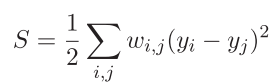 S = \frac{1}{2} \sum_{i,j} w_{i,j}(y_i - y_j)^2